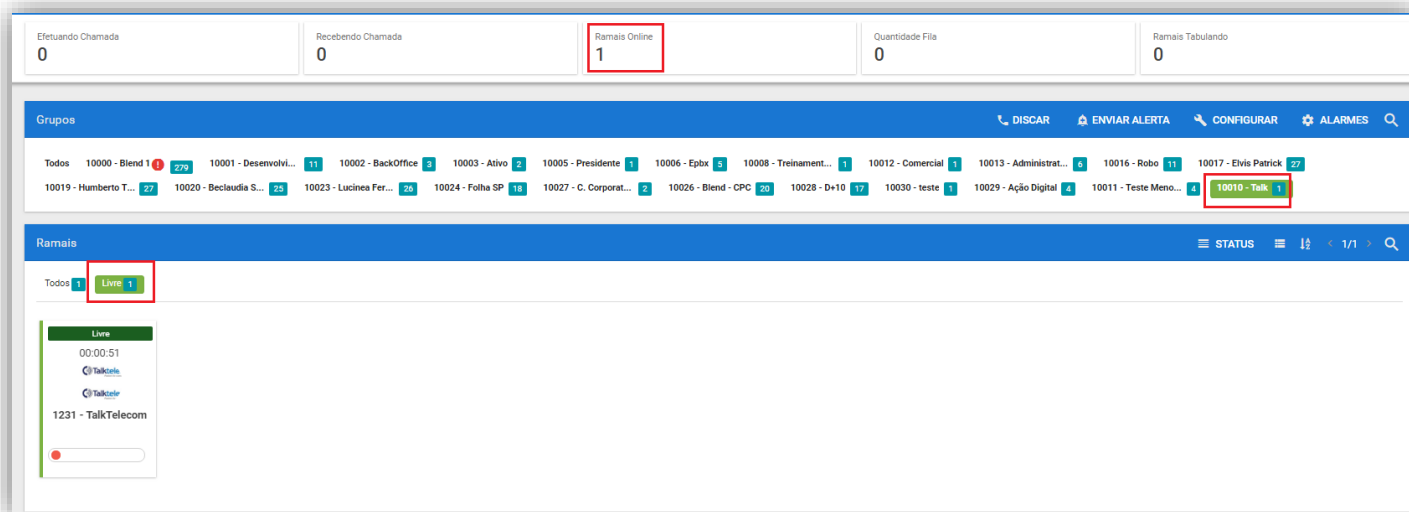 Efetuando Chamada
0
Recebendo Chamada
0
Ramais Online
1
Quantidade Fila
0
Ramais Tabulando
0
Grupos DISCAR ENVIAR ALERTA CONFIGURAR ALARMES
Todos 10000 - Blend 1 ! 279 10001 - Desenvolvi... 11 10002 - BackOffice 3 10003 - Ativo 2 10005 - Presidente 1 10006 - Epbx 5 10008 - Treinament... 1 10012 - Comercial 1 10013 - Administrat... 6 10016 - Robo 11 10017 - Elvis Patrick 27
10019 - Humberto T... 27 10020 - Beclaudia S... 25 10023 - Lucinea Fer... 26 10024 - Folha SP 18 10027 - C. Corporat... 2 10026 - Blend - CPC 20 10028 - D+10 17 10030 - teste 1 10029 - Ação Digital 4 10011 - Teste Meno... 4 10010 - Talk 1
Ramais STATUS 1/1
Todos 1 Livre 1
Livre
00:00:51
Talktele
Talktele
1231 - TalkTelecom